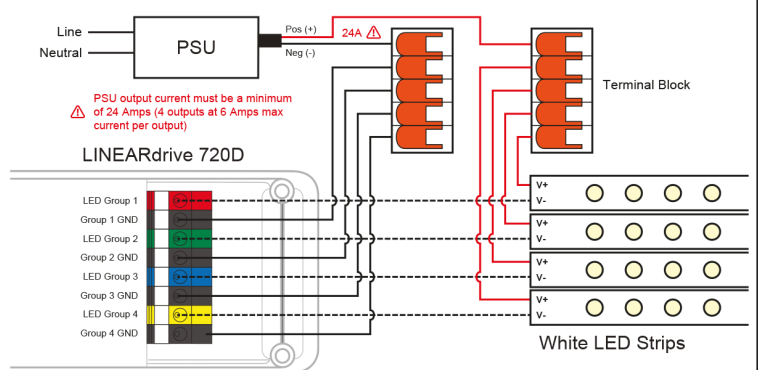 Line
Neutral
PSU
Pos (+)
Neg (-)
24A
PSU output current must be a minimum
of 24 Amps (4 outputs at 6 Amps max
current per output)
Terminal Block
LINEARdrive 720D
LED Group 1
Group 1 GND
LED Group 2
Group 2 GND
LED Group 3
Group 3 GND
LED Group 4
Group 4 GND
V+
V-
V+
V-
V+
V-
V+
V-
White LED Strips